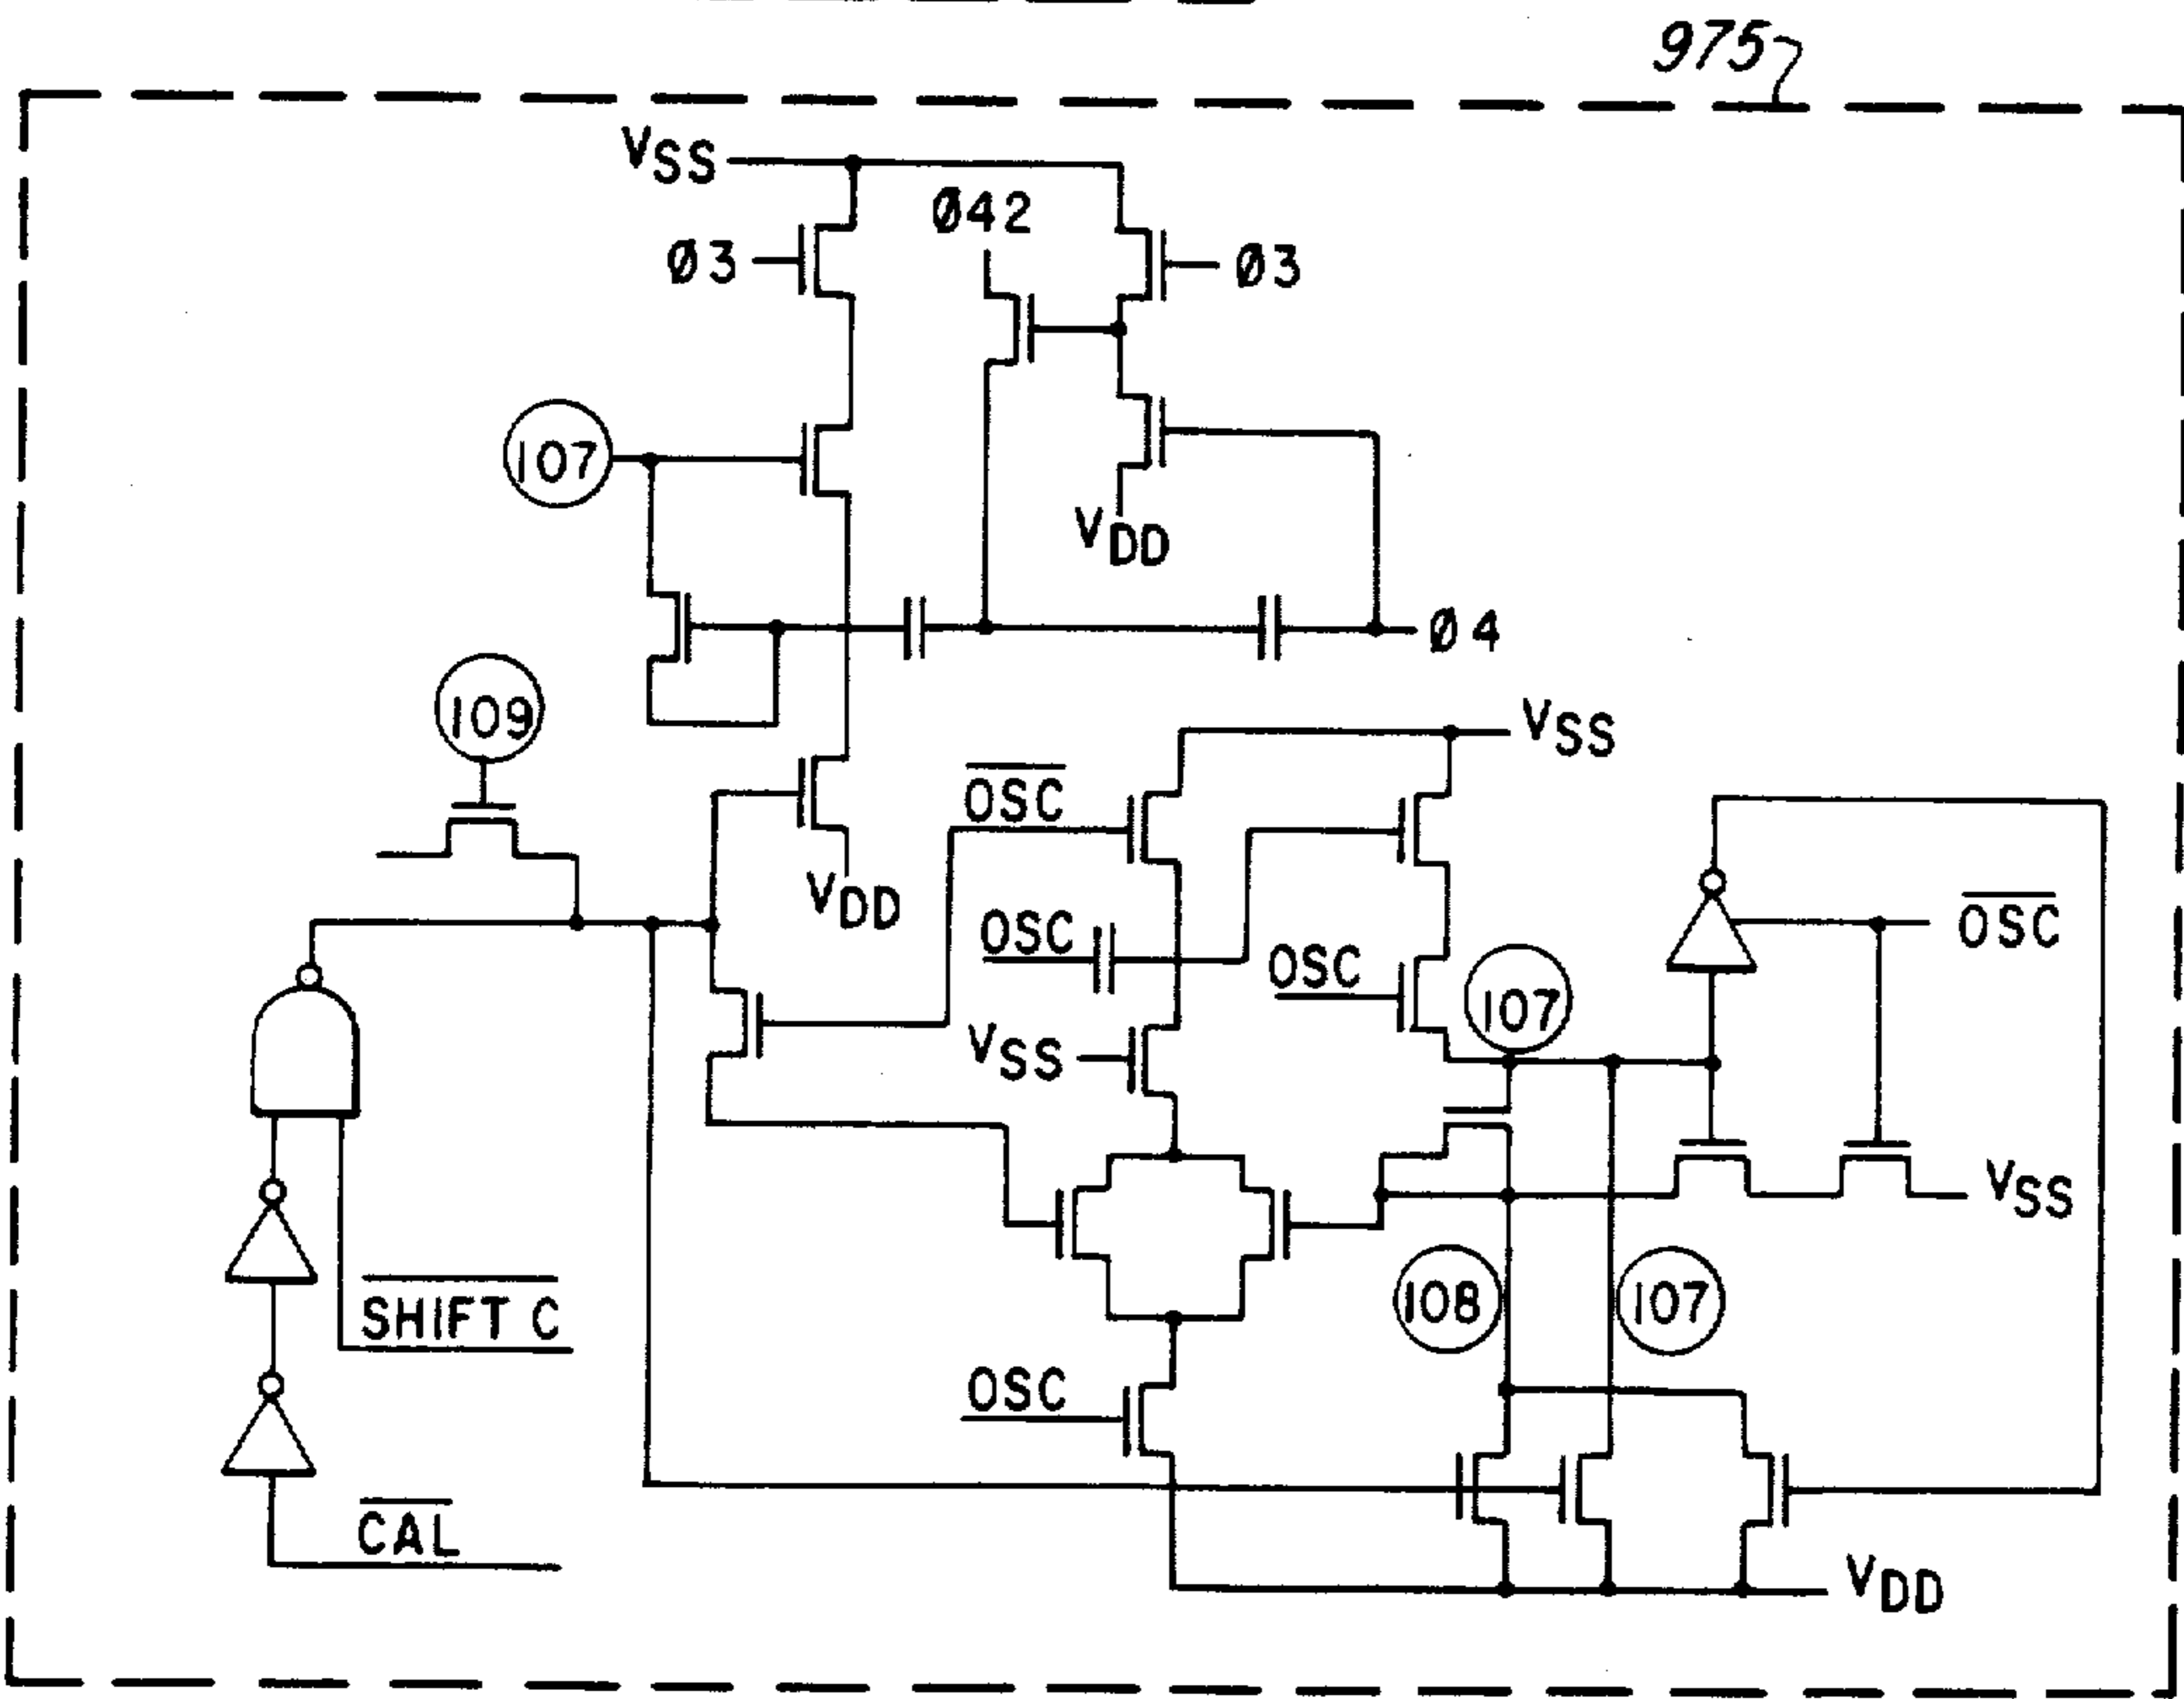 975
VSS
Ø42
Ø3
Ø3
107
VDD
Ø4
109
VSS
OSC
VDD
OSC
OSC
107
OSC
VSS
VSS
SHIFT C
108
107
OSC
CAL
VDD